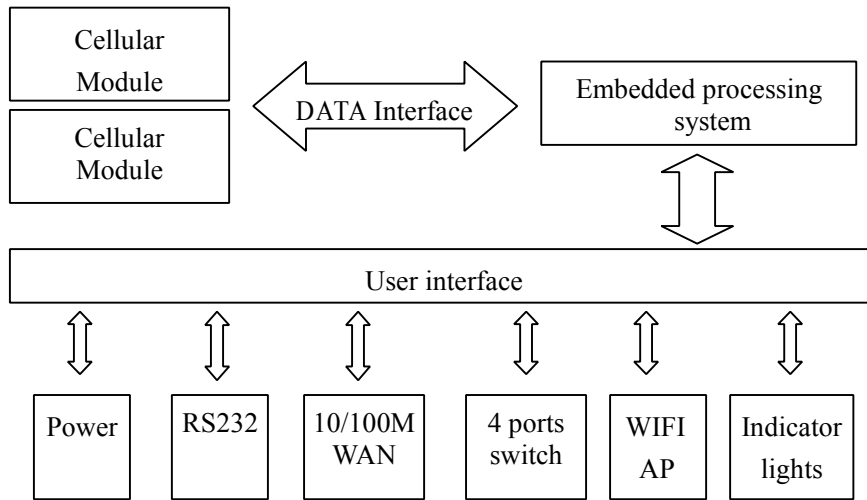 Cellular
Module
Cellular
Module
DATA Interface
Embedded processing
system
User interface
Power
RS232
10/100M
WAN
4 ports
switch
WIFI
AP
Indicator
lights